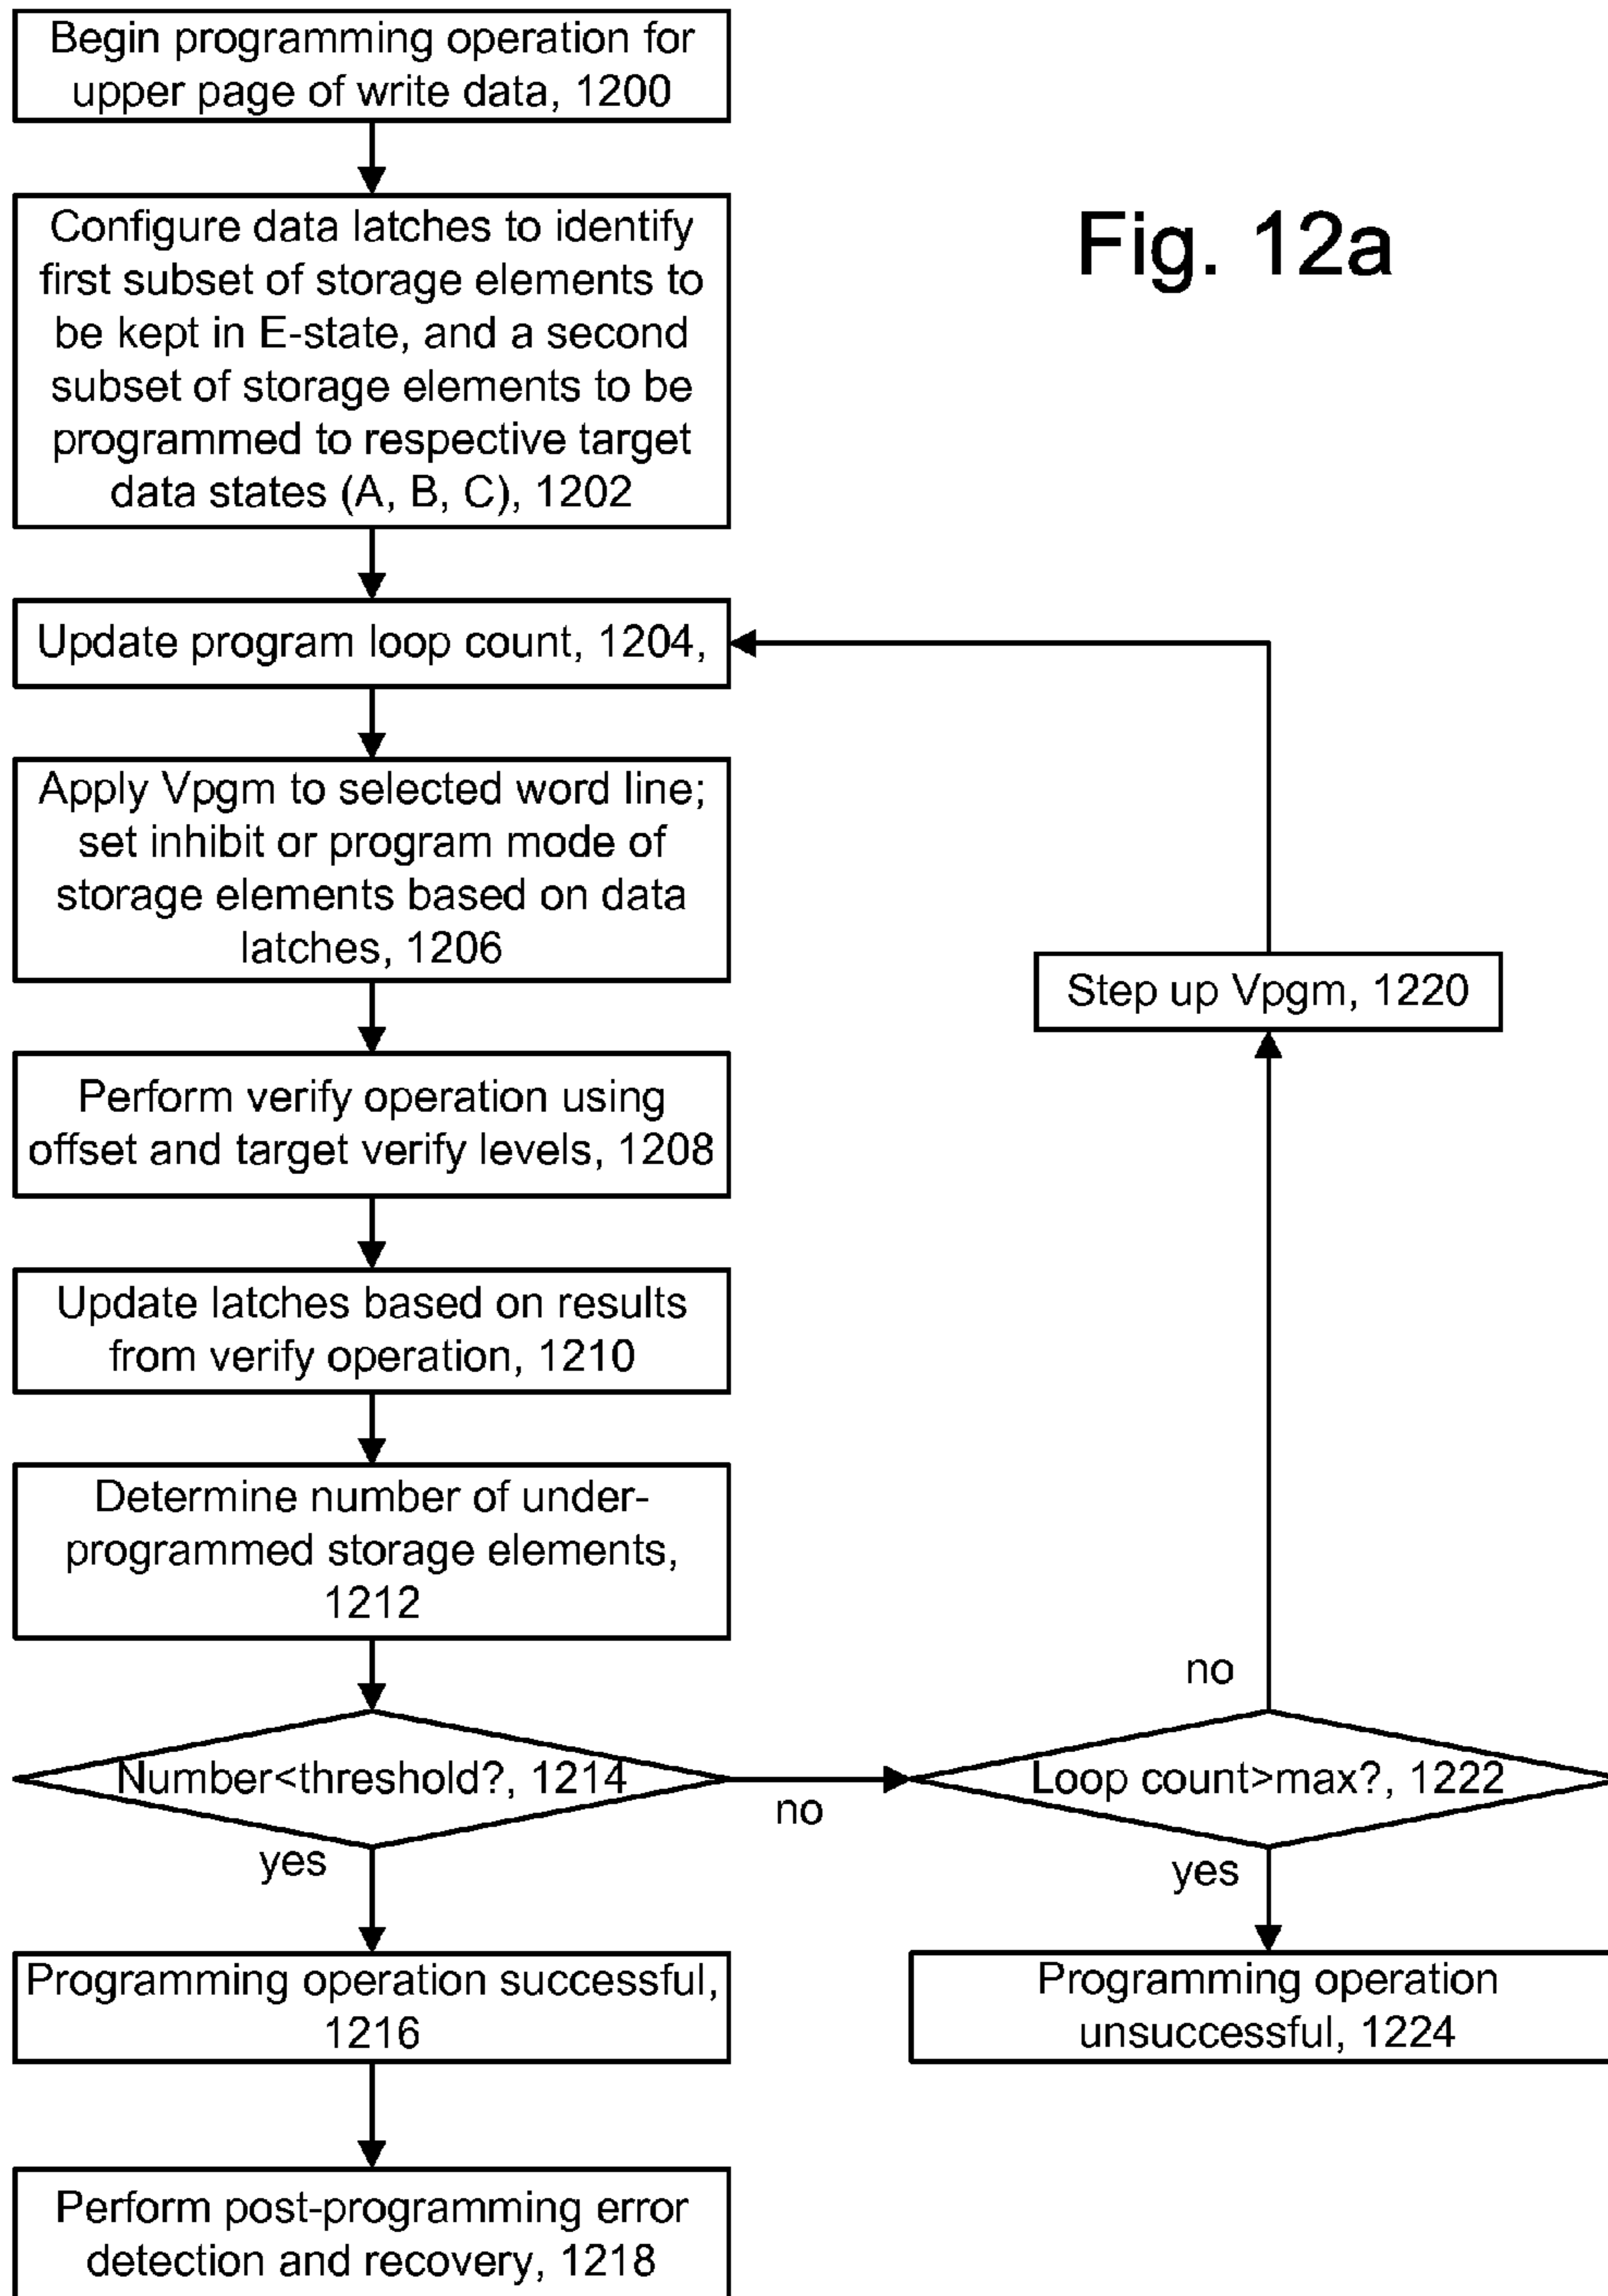 Begin programming operation for
upper page of write data, 1200
Fig. 12a
Configure data latches to identify
first subset of storage elements to
be kept in E-state, and a second
subset of storage elements to be
programmed to respective target
data states (A, B, C), 1202
Update program loop count, 1204,
Apply Vpgm to selected word line;
set inhibit or program mode of
storage elements based on data
latches, 1206
Step up Vpgm, 1220
Perform verify operation using
offset and target verify levels, 1208
Update latches based on results
from verify operation, 1210
Determine number of under-
programmed storage elements,
1212
no
Number<threshold?, 1214
no
Loop count>max?, 1222
yes
yes
Programming operation successful,
1216
Programming operation
unsuccessful, 1224
Perform post-programming error
detection and recovery, 1218